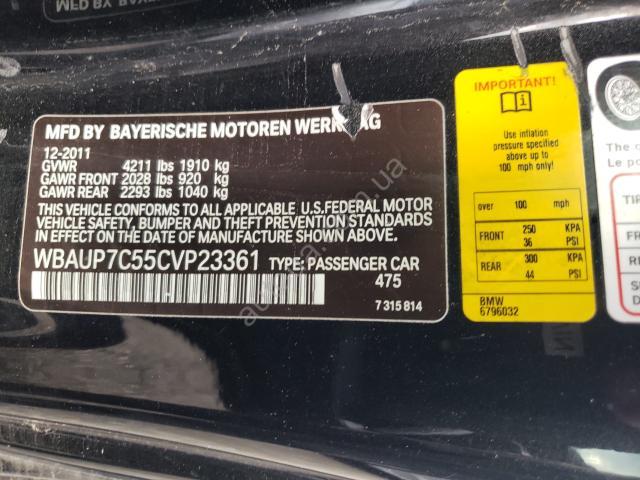 MFD BY BAYERISCHE MOTOREN WERKE AG
12-2011
GVWR 4211 lbs 1910 kg
GAWR FRONT 2028 lbs 920 kg
GAWR REAR 2293 lbs 1040 kg
THIS VEHICLE CONFORMS TO ALL APPLICABLE U.S.FEDERAL MOTOR
VEHICLE SAFETY, BUMPER AND THEFT PREVENTION STANDARDS
IN EFFECT ON THE DATE OF MANUFACTURE SHOWN ABOVE.
WBAUP7C55CVP23361 TYPE: PASSENGER CAR
475
7 315 814
IMPORTANT!
Use inflation
pressure specified
above for up to
100 mph only!
over 100 mph
FRONT 250 KPA
36 PSI
REAR 300 KPA
44 PSI
BMW
6796032
The c
Le po